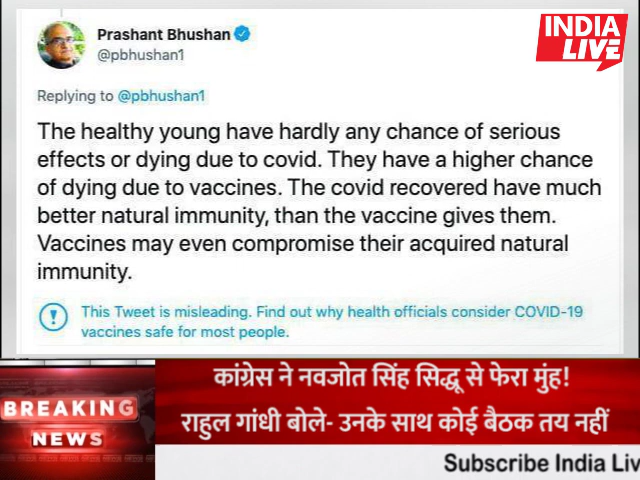 INDIA
LIVE
Prashant Bhushan
@pbhushan1
Replying to @pbhushan1
The healthy young have hardly any chance of serious
effects or dying due to covid. They have a higher chance
of dying due to vaccines. The covid recovered have much
better natural immunity, than the vaccine gives them.
Vaccines may even compromise their acquired natural
immunity.
This Tweet is misleading. Find out why health officials consider COVID-19
vaccines safe for most people.
कांग्रेस ने नवजोत सिंह सिद्धू से फेरा मुंह!
राहुल गांधी बोले- उनके साथ कोई बैठक तय नहीं
BREAKING
NEWS
Subscribe India Liv